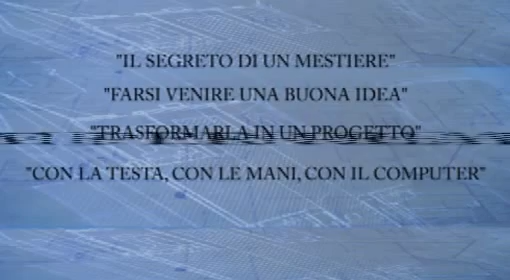 "IL SEGRETO DI UN MESTIERE"
"FARSI VENIRE UNA BUONA IDEA"
"TRASFORMARLA IN UN PROGETTO"
"CON LA TESTA, CON LE MANI, CON IL COMPUTER"